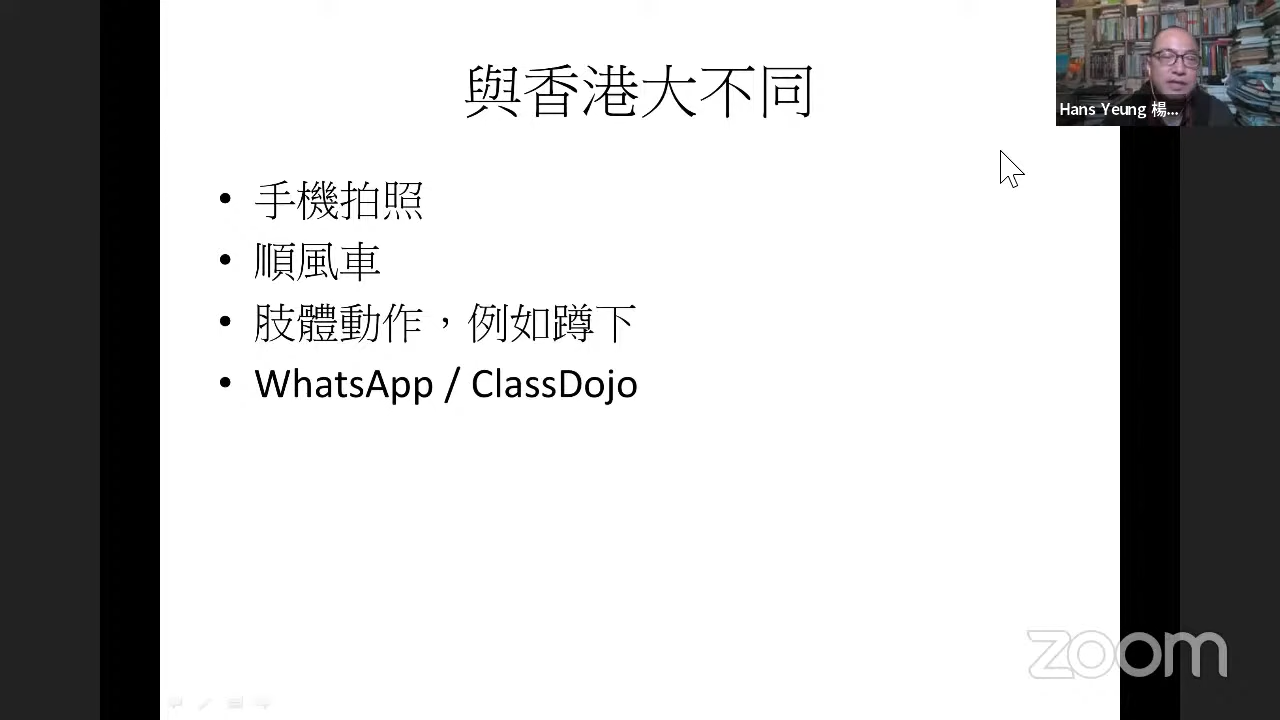 與香港大不同
• 手機拍照
• 順風車
• 肢體動作，例如蹲下
• WhatsApp / ClassDojo
Hans Yeung 楊...
zoom